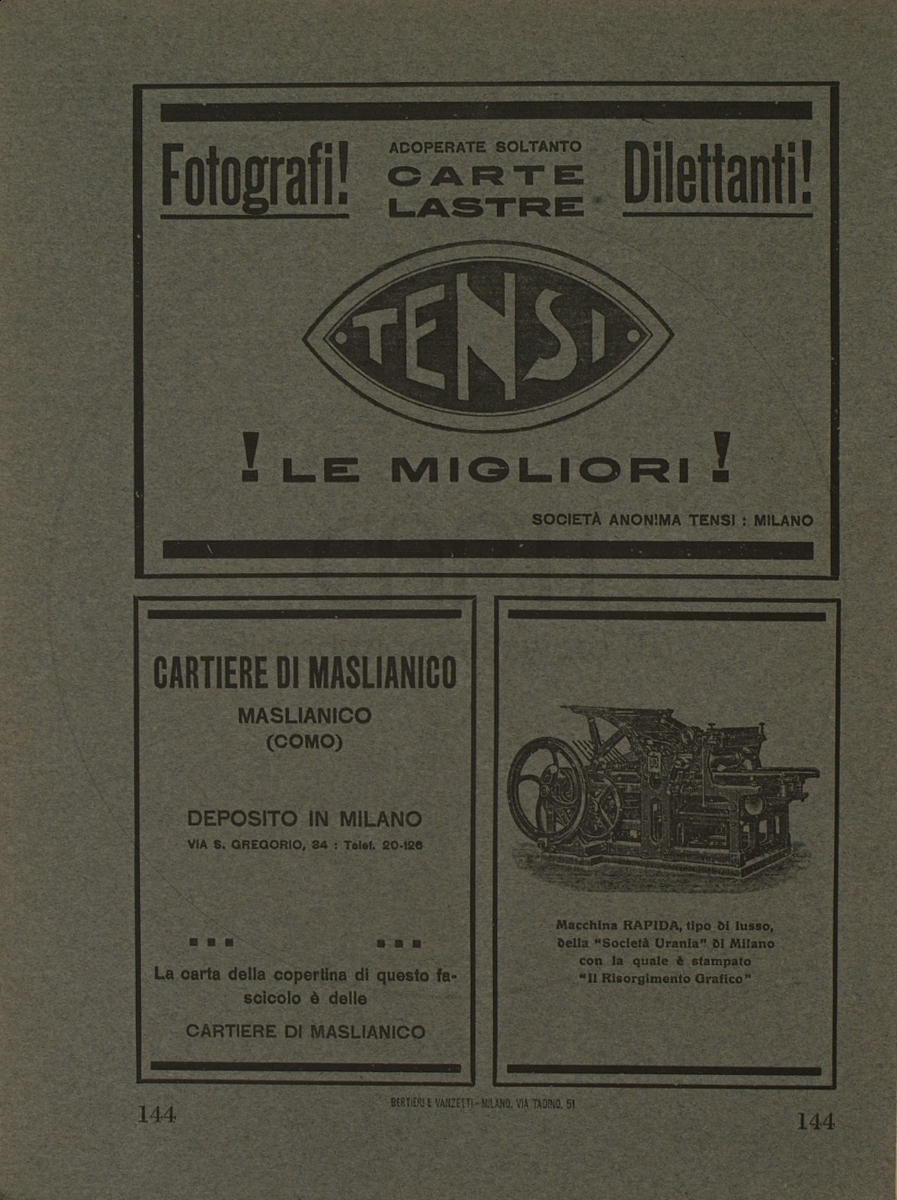 Fotografi!
ADOPERATE SOLTANTO
CARTE
LASTRE
Dilettanti!
TENSI
! LE MIGLIORI !
SOCIETÀ ANONIMA TENSI : MILANO
CARTIERE DI MASLIANICO
MASLIANICO
(COMO)
DEPOSITO IN MILANO
VIA S. GREGORIO, 34 : Telef. 20-126
La carta della copertina di questo fa-
scicolo è delle
CARTIERE DI MASLIANICO
Macchina RAPIDA, tipo di lusso,
della "Società Urania" di Milano
con la quale è stampato
"Il Risorgimento Grafico"
BERTIERI E VANZETTI - MILANO, VIA TADINO, 51
144
144